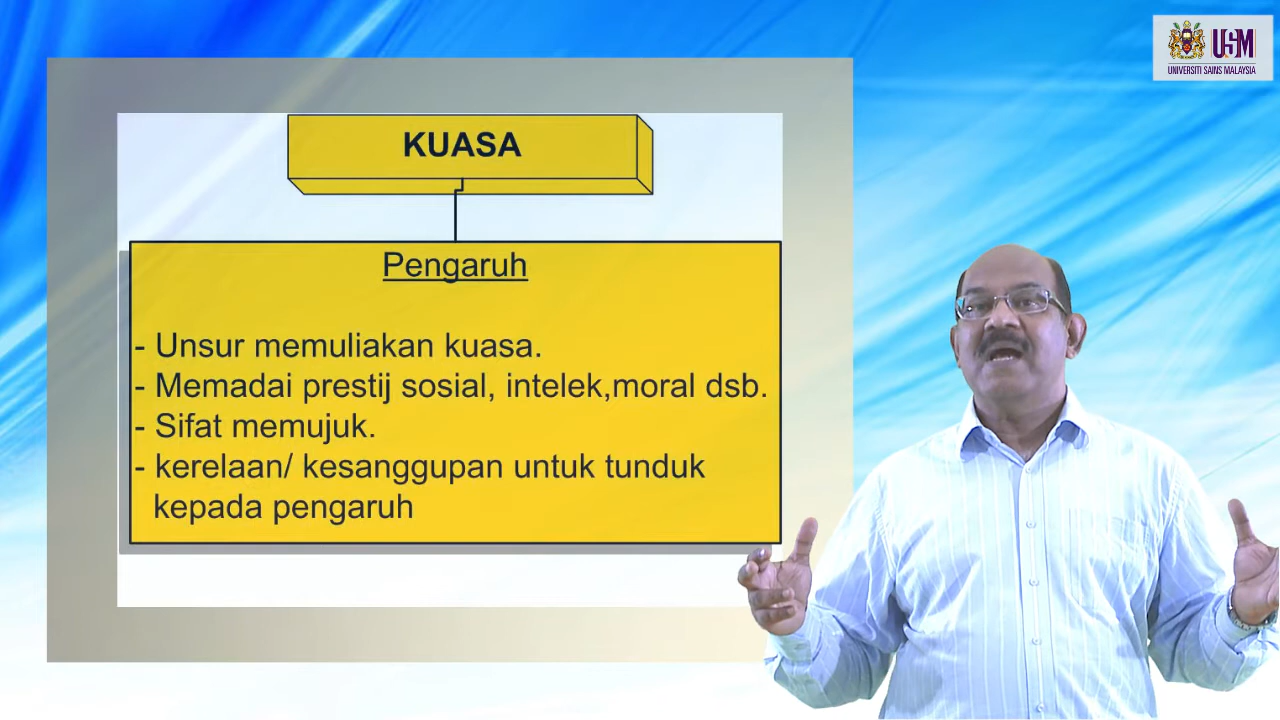 USM
UNIVERSITI SAINS MALAYSIA
KUASA
Pengaruh
- Unsur memuliakan kuasa.
- Memadai prestij sosial, intelek,moral dsb.
- Sifat memujuk.
- kerelaan/ kesanggupan untuk tunduk
kepada pengaruh